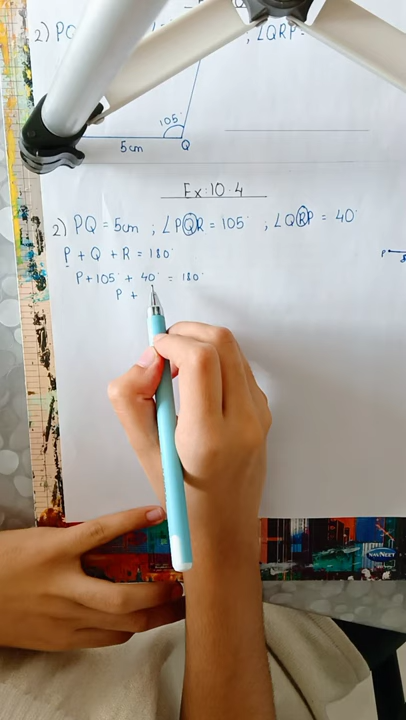 2) PQ ; ∠QRP
105°
5cm Q
Ex: 10.4
2) PQ = 5cm ; ∠PQR = 105° ; ∠QRP = 40°
P + Q + R = 180°
P + 105° + 40° = 180°
P +
P
NAVNEET